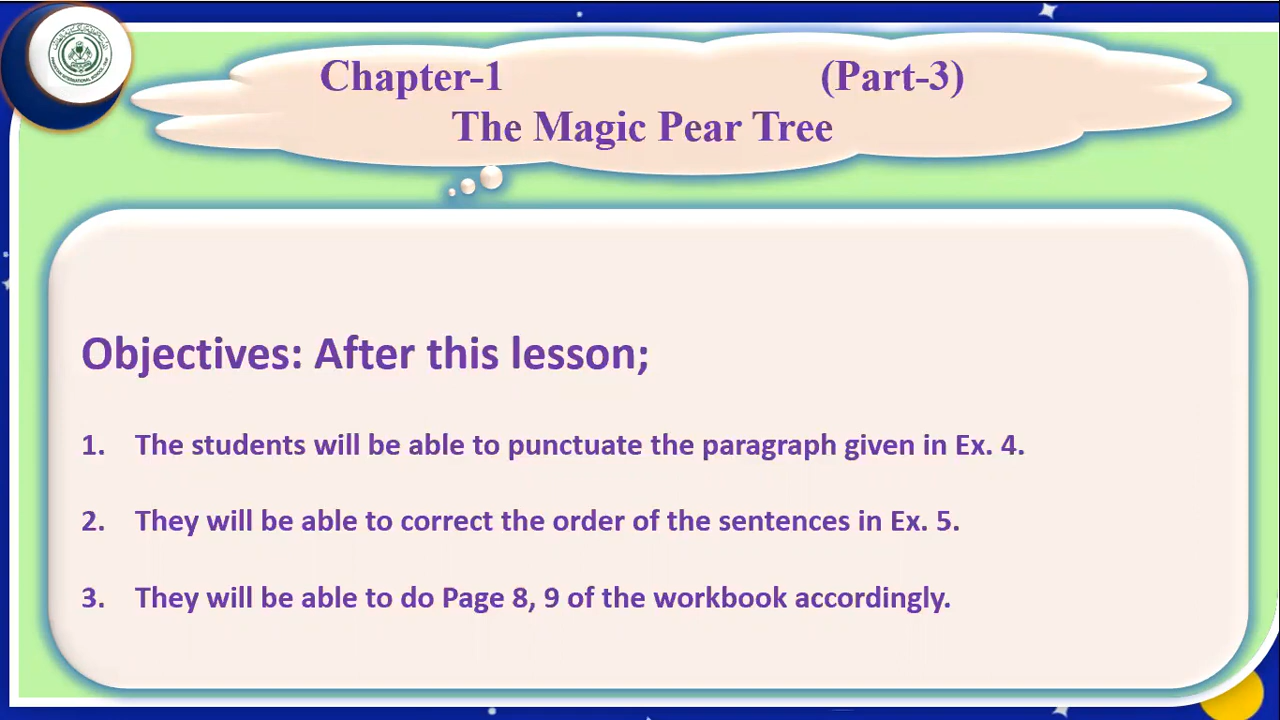 Chapter-1 (Part-3)
The Magic Pear Tree
Objectives: After this lesson;
1. The students will be able to punctuate the paragraph given in Ex. 4.
2. They will be able to correct the order of the sentences in Ex. 5.
3. They will be able to do Page 8, 9 of the workbook accordingly.